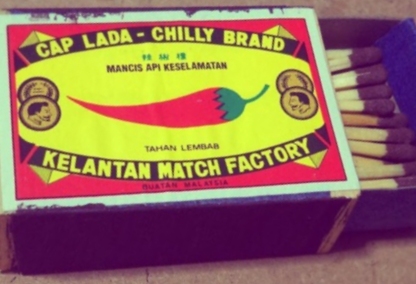 CAP LADA - CHILLY BRAND
MANCIS API KESELAMATAN
TAHAN LEMBAB
KELANTAN MATCH FACTORY
BUATAN MALAYSIA